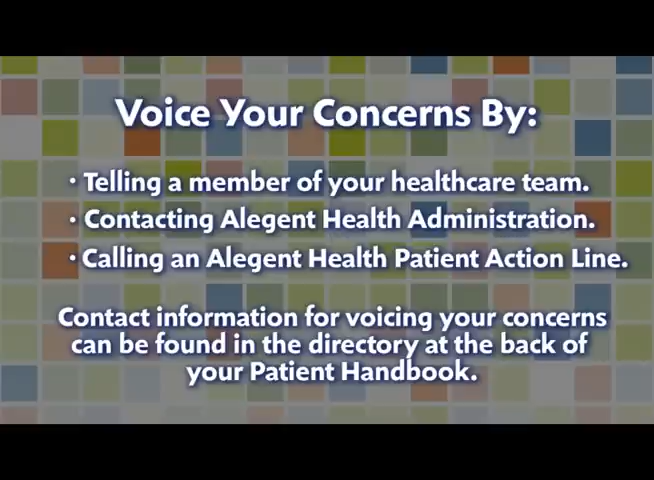 Voice Your Concerns By:
• Telling a member of your healthcare team.
• Contacting Alegent Health Administration.
• Calling an Alegent Health Patient Action Line.
Contact information for voicing your concerns
can be found in the directory at the back of
your Patient Handbook.